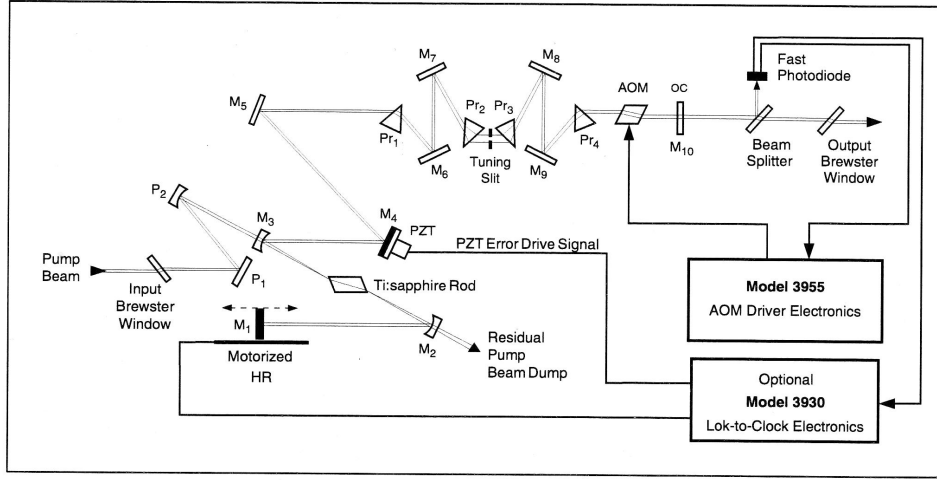 M7
M8
Fast
Photodiode
M5
Pr2
Pr3
AOM
OC
Pr1
Pr4
M6
Tuning
Slit
M9
M10
Beam
Splitter
Output
Brewster
Window
P2
M3
M4
PZT
PZT Error Drive Signal
Pump
Beam
P1
Input
Brewster
Window
Ti:sapphire Rod
Model 3955
AOM Driver Electronics
M1
M2
Motorized
HR
Residual
Pump
Beam Dump
Optional
Model 3930
Lok-to-Clock Electronics